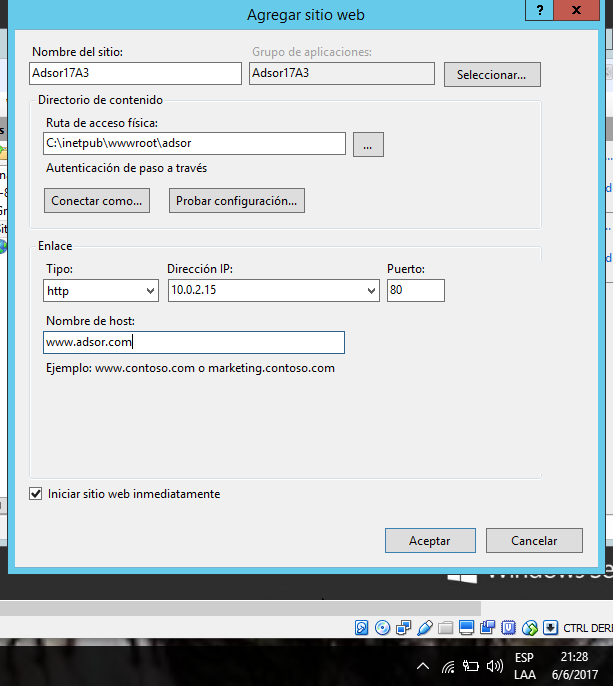 Agregar sitio web
? x
Nombre del sitio: Grupo de aplicaciones:
Adsor17A3 Adsor17A3 Seleccionar...
Directorio de contenido
Ruta de acceso física:
C:\inetpub\wwwroot\adsor ...
Autenticación de paso a través
Conectar como... Probar configuración...
Enlace
Tipo: Dirección IP: Puerto:
http 10.0.2.15 80
Nombre de host:
www.adsor.com
Ejemplo: www.contoso.com o marketing.contoso.com
Iniciar sitio web inmediatamente
Aceptar Cancelar
CTRL DER
ESP 21:28
LAA 6/6/2017